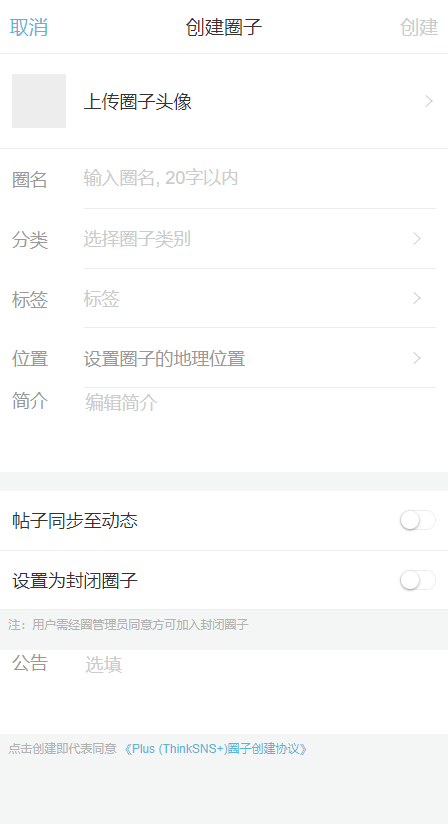 取消 创建圈子 创建
上传圈子头像
圈名 输入圈名, 20字以内
分类 选择圈子类别
标签 标签
位置 设置圈子的地理位置
简介 编辑简介
帖子同步至动态
设置为封闭圈子
注：用户需经圈管理员同意方可加入封闭圈子
公告 选填
点击创建即代表同意 《Plus (ThinkSNS+)圈子创建协议》